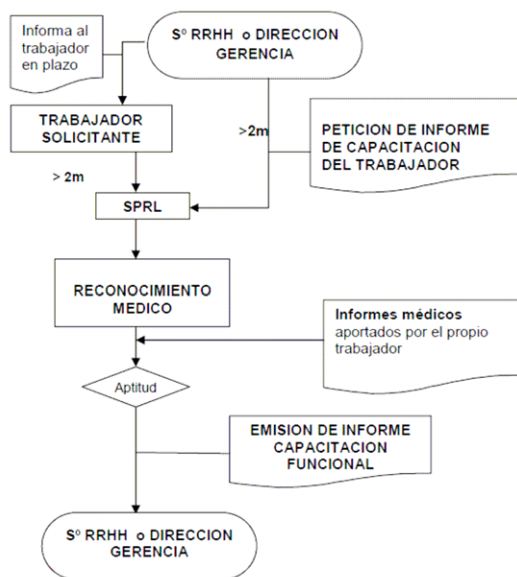 Informa al
trabajador
en plazo
Sº RRHH o DIRECCION
GERENCIA
TRABAJADOR
SOLICITANTE
>2m
PETICION DE INFORME
DE CAPACITACION
DEL TRABAJADOR
> 2m
SPRL
RECONOCIMIENTO
MEDICO
Informes médicos
aportados por el propio
trabajador
Aptitud
EMISION DE INFORME
CAPACITACION
FUNCIONAL
Sº RRHH o DIRECCION
GERENCIA